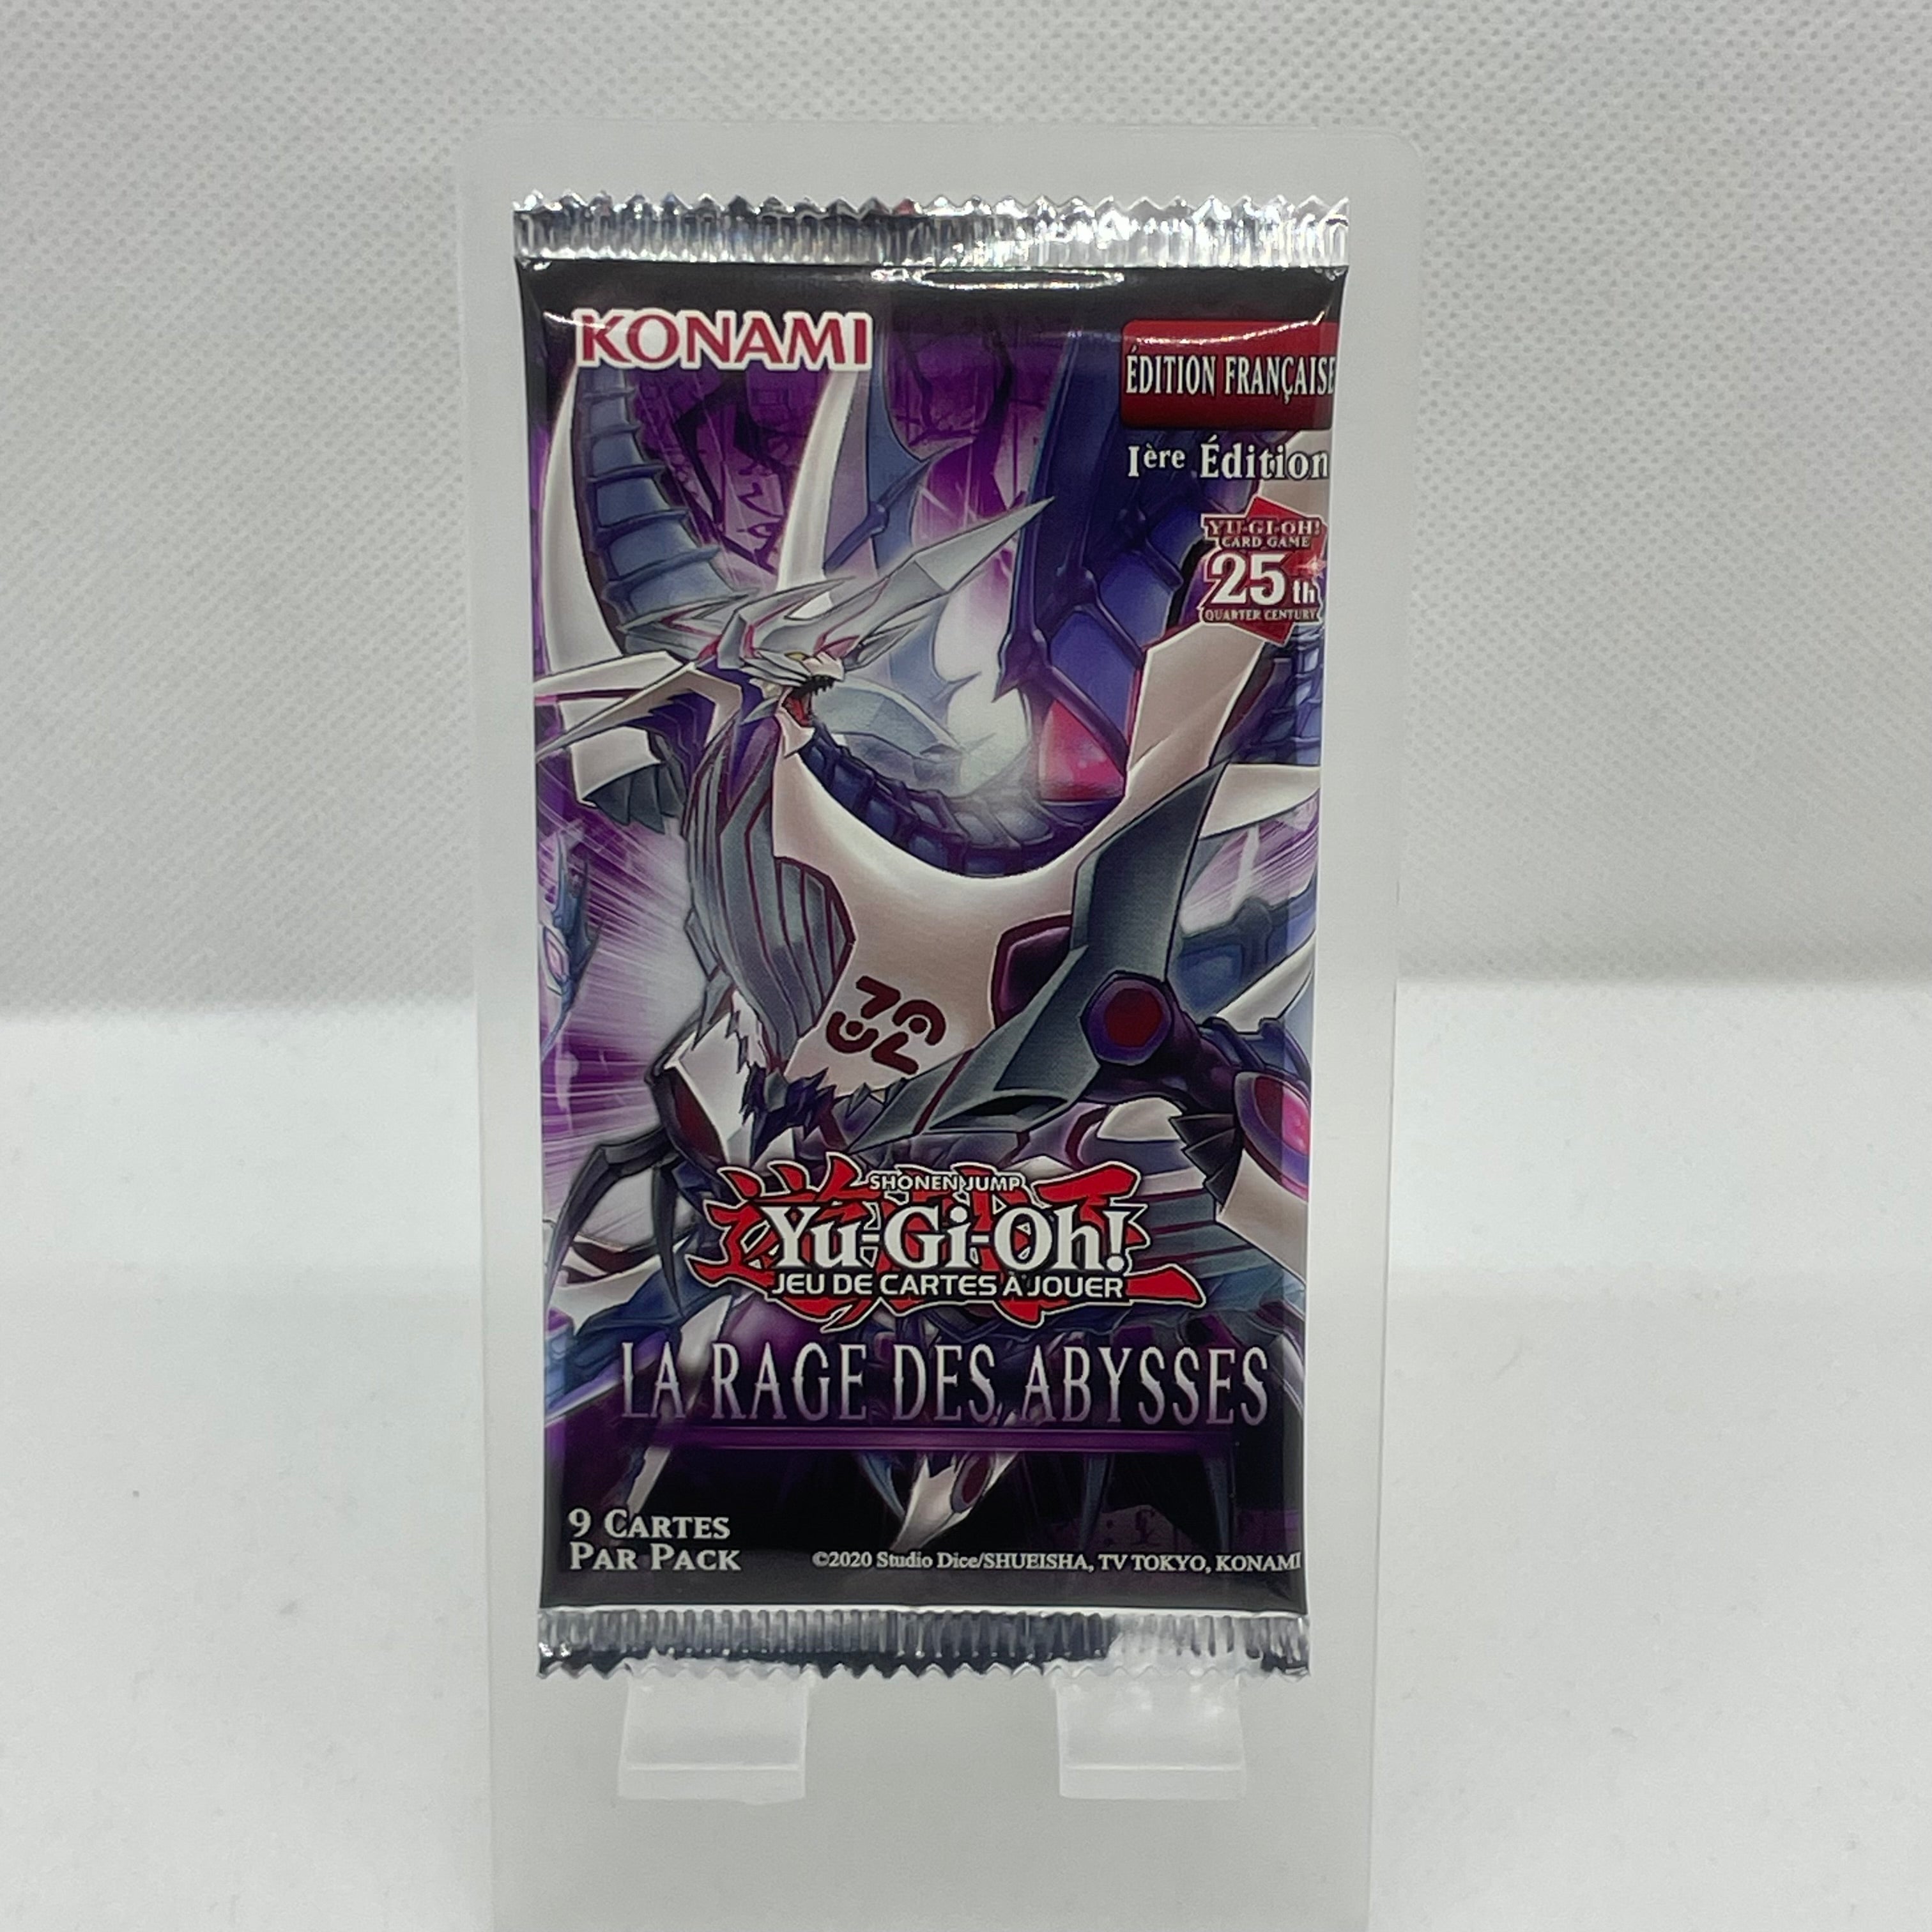 KONAMI
ÉDITION FRANÇAISE
1ère Édition
YU-GI-OH!
CARD GAME
25th
QUARTER CENTURY
SHONEN JUMP
Yu-Gi-Oh!
JEU DE CARTES À JOUER
LA RAGE DES ABYSSES
9 CARTES
PAR PACK
©2020 Studio Dice/SHUEISHA, TV TOKYO, KONAMI